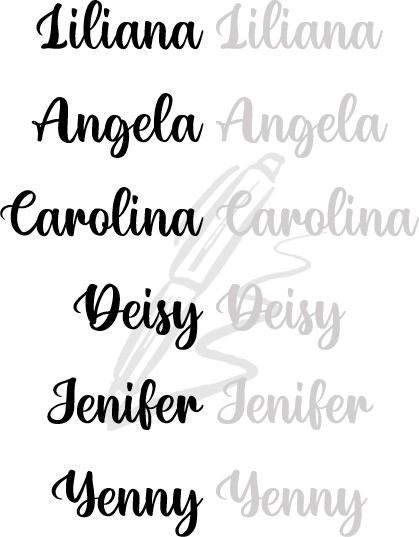 Liliana Liliana
Angela Angela
Carolina Carolina
Deisy Deisy
Jenifer Jenifer
Yenny Yenny